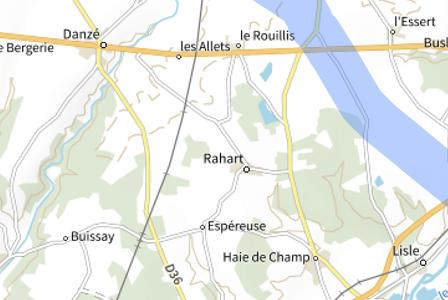 l'Essert
Danzé
le Rouillis
e Bergerie
les Allets
Busl
Rahart
Espéreuse
Buissay
Haie de Champ
Lisle
D36